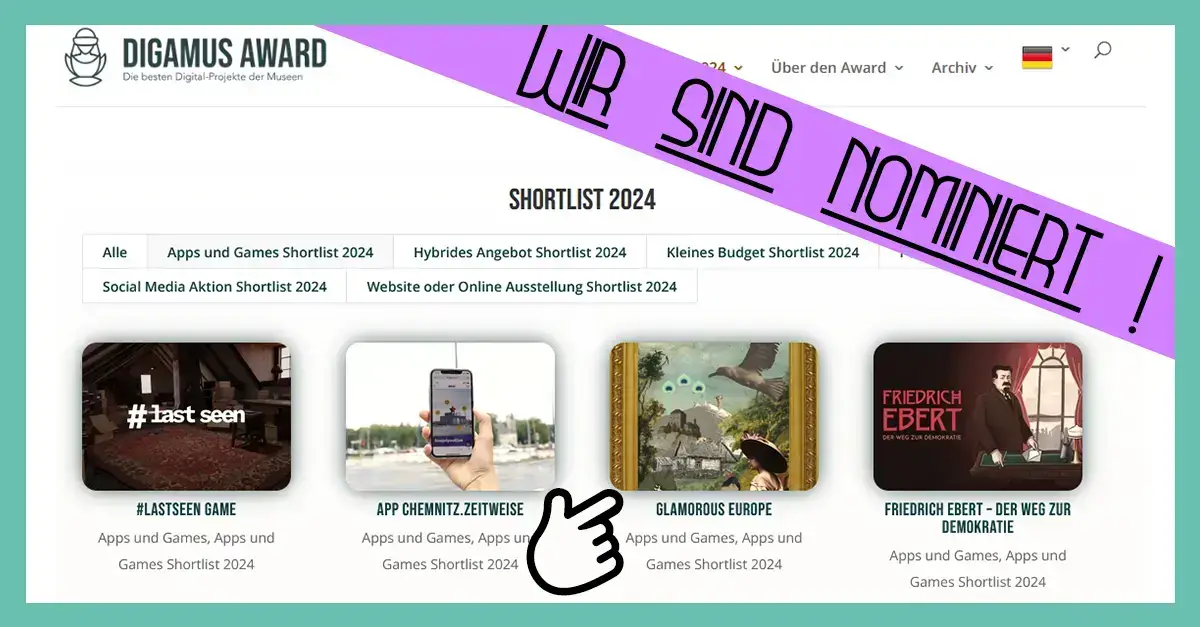 DIGAMUS AWARD
Die besten Digital-Projekte der Museen
Über den Award
Archiv
WIR SIND NOMINIERT !
SHORTLIST 2024
Alle
Apps und Games Shortlist 2024
Hybrides Angebot Shortlist 2024
Kleines Budget Shortlist 2024
Social Media Aktion Shortlist 2024
Website oder Online Ausstellung Shortlist 2024
# last seen
FRIEDRICH
EBERT
DER WEG ZUR DEMOKRATIE
#LASTSEEN GAME
Apps und Games, Apps und
Games Shortlist 2024
APP CHEMNITZ.ZEITWEISE
Apps und Games, Apps
Games Shortlist 2024
GLAMOROUS EUROPE
Apps und Games, Apps und
Games Shortlist 2024
FRIEDRICH EBERT – DER WEG ZUR
DEMOKRATIE
Apps und Games, Apps und
Games Shortlist 2024